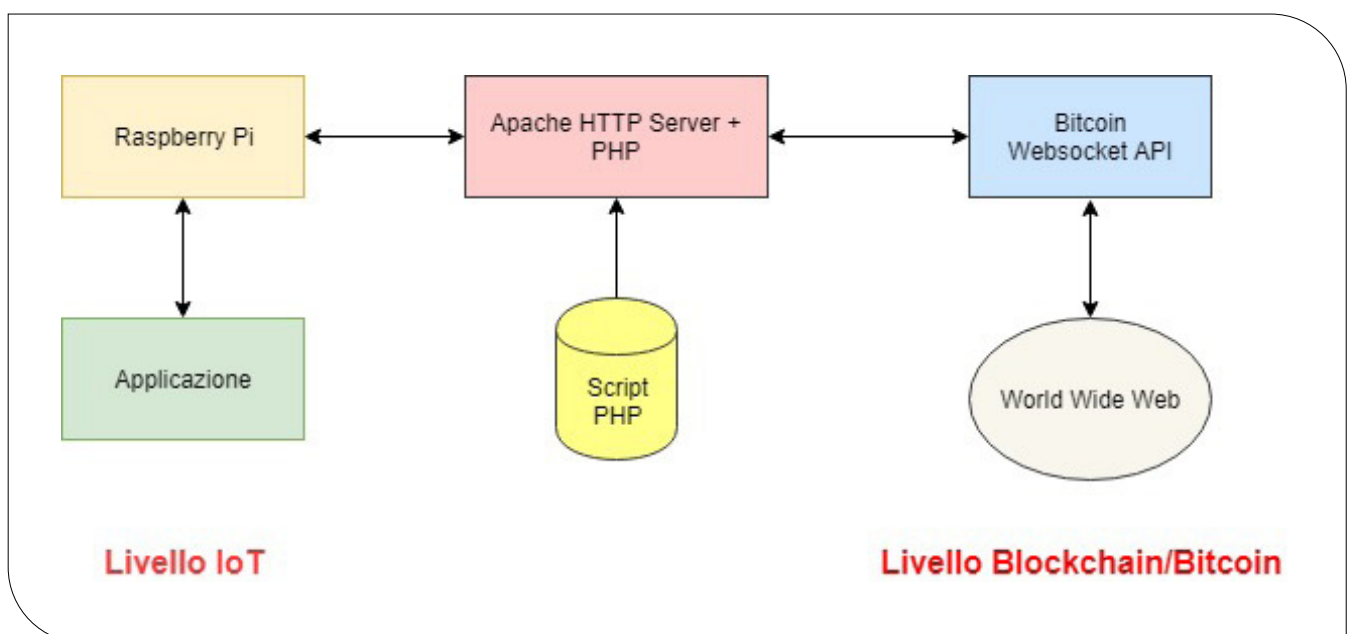 Raspberry Pi
Apache HTTP Server +
PHP
Bitcoin
Websocket API
Applicazione
Script
PHP
World Wide Web
Livello IoT
Livello Blockchain/Bitcoin